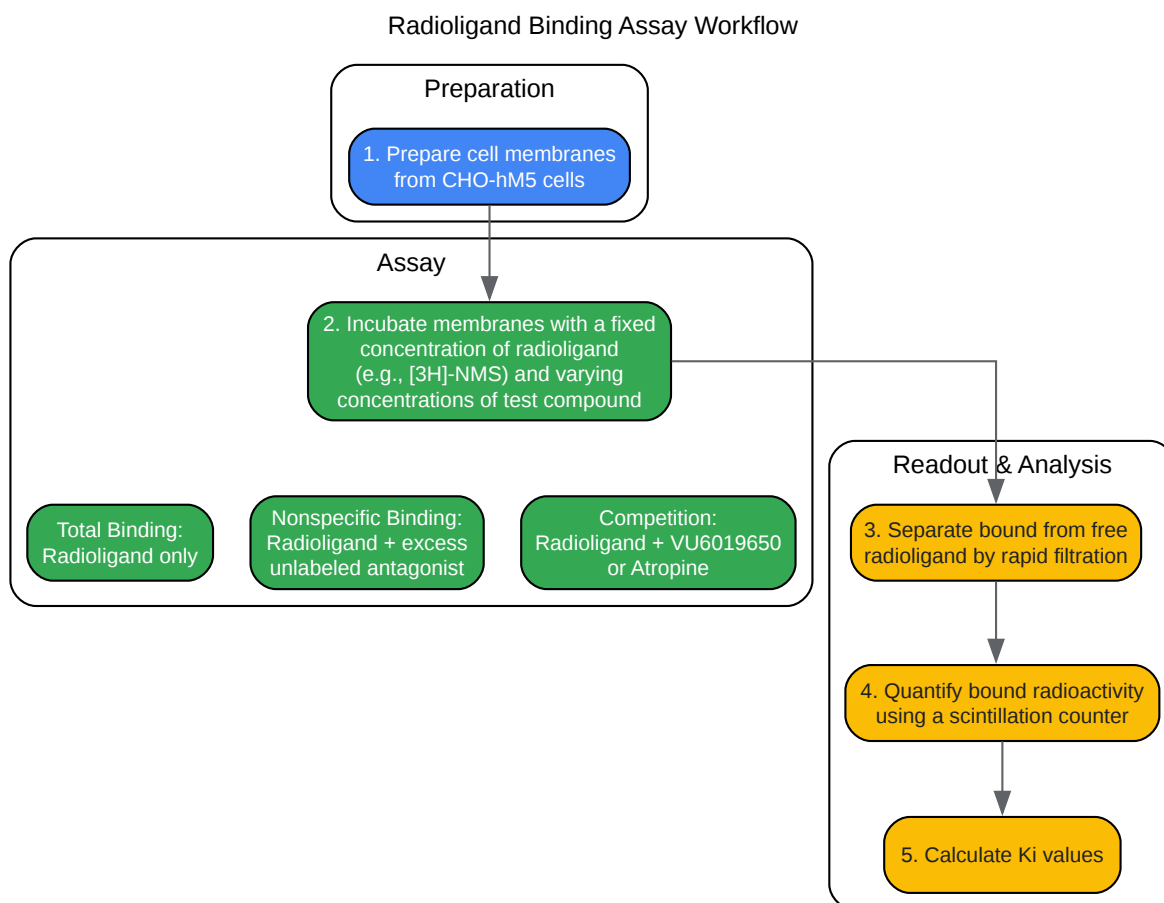 Radioligand Binding Assay Workflow
Preparation
1. Prepare cell membranes
from CHO-hM5 cells
Assay
2. Incubate membranes with a fixed
concentration of radioligand
(e.g., [3H]-NMS) and varying
concentrations of test compound
Total Binding:
Radioligand only
Nonspecific Binding:
Radioligand + excess
unlabeled antagonist
Competition:
Radioligand + VU6019650
or Atropine
Readout & Analysis
3. Separate bound from free
radioligand by rapid filtration
4. Quantify bound radioactivity
using a scintillation counter
5. Calculate Ki values